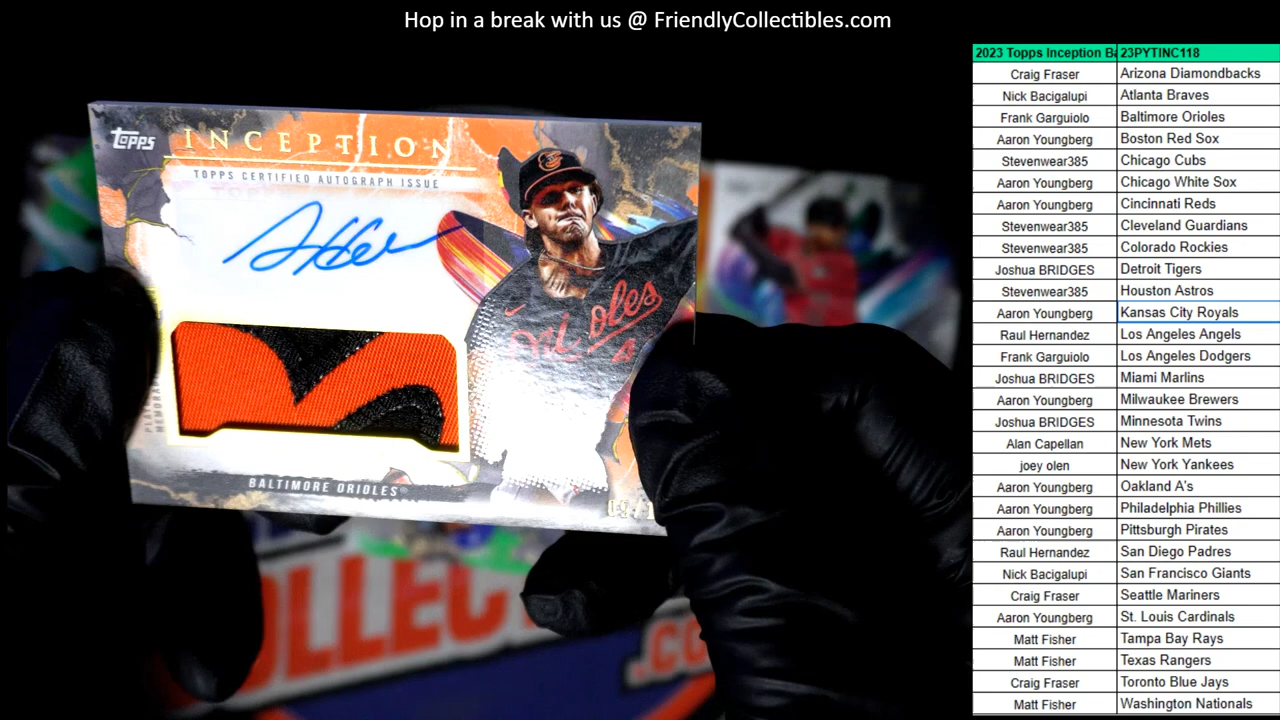 Hop in a break with us @ FriendlyCollectibles.com
TOPPS
INCEPTION
TOPPS CERTIFIED AUTOGRAPH ISSUE
BALTIMORE ORIOLES®
2023 Topps Inception Ba 23PYTINC118
Craig Fraser Arizona Diamondbacks
Nick Bacigalupi Atlanta Braves
Frank Garguiolo Baltimore Orioles
Aaron Youngberg Boston Red Sox
Stevenwear385 Chicago Cubs
Aaron Youngberg Chicago White Sox
Aaron Youngberg Cincinnati Reds
Stevenwear385 Cleveland Guardians
Stevenwear385 Colorado Rockies
Joshua BRIDGES Detroit Tigers
Stevenwear385 Houston Astros
Aaron Youngberg Kansas City Royals
Raul Hernandez Los Angeles Angels
Frank Garguiolo Los Angeles Dodgers
Joshua BRIDGES Miami Marlins
Aaron Youngberg Milwaukee Brewers
Joshua BRIDGES Minnesota Twins
Alan Capellan New York Mets
joey olen New York Yankees
Aaron Youngberg Oakland A's
Aaron Youngberg Philadelphia Phillies
Aaron Youngberg Pittsburgh Pirates
Raul Hernandez San Diego Padres
Nick Bacigalupi San Francisco Giants
Craig Fraser Seattle Mariners
Aaron Youngberg St. Louis Cardinals
Matt Fisher Tampa Bay Rays
Matt Fisher Texas Rangers
Craig Fraser Toronto Blue Jays
Matt Fisher Washington Nationals